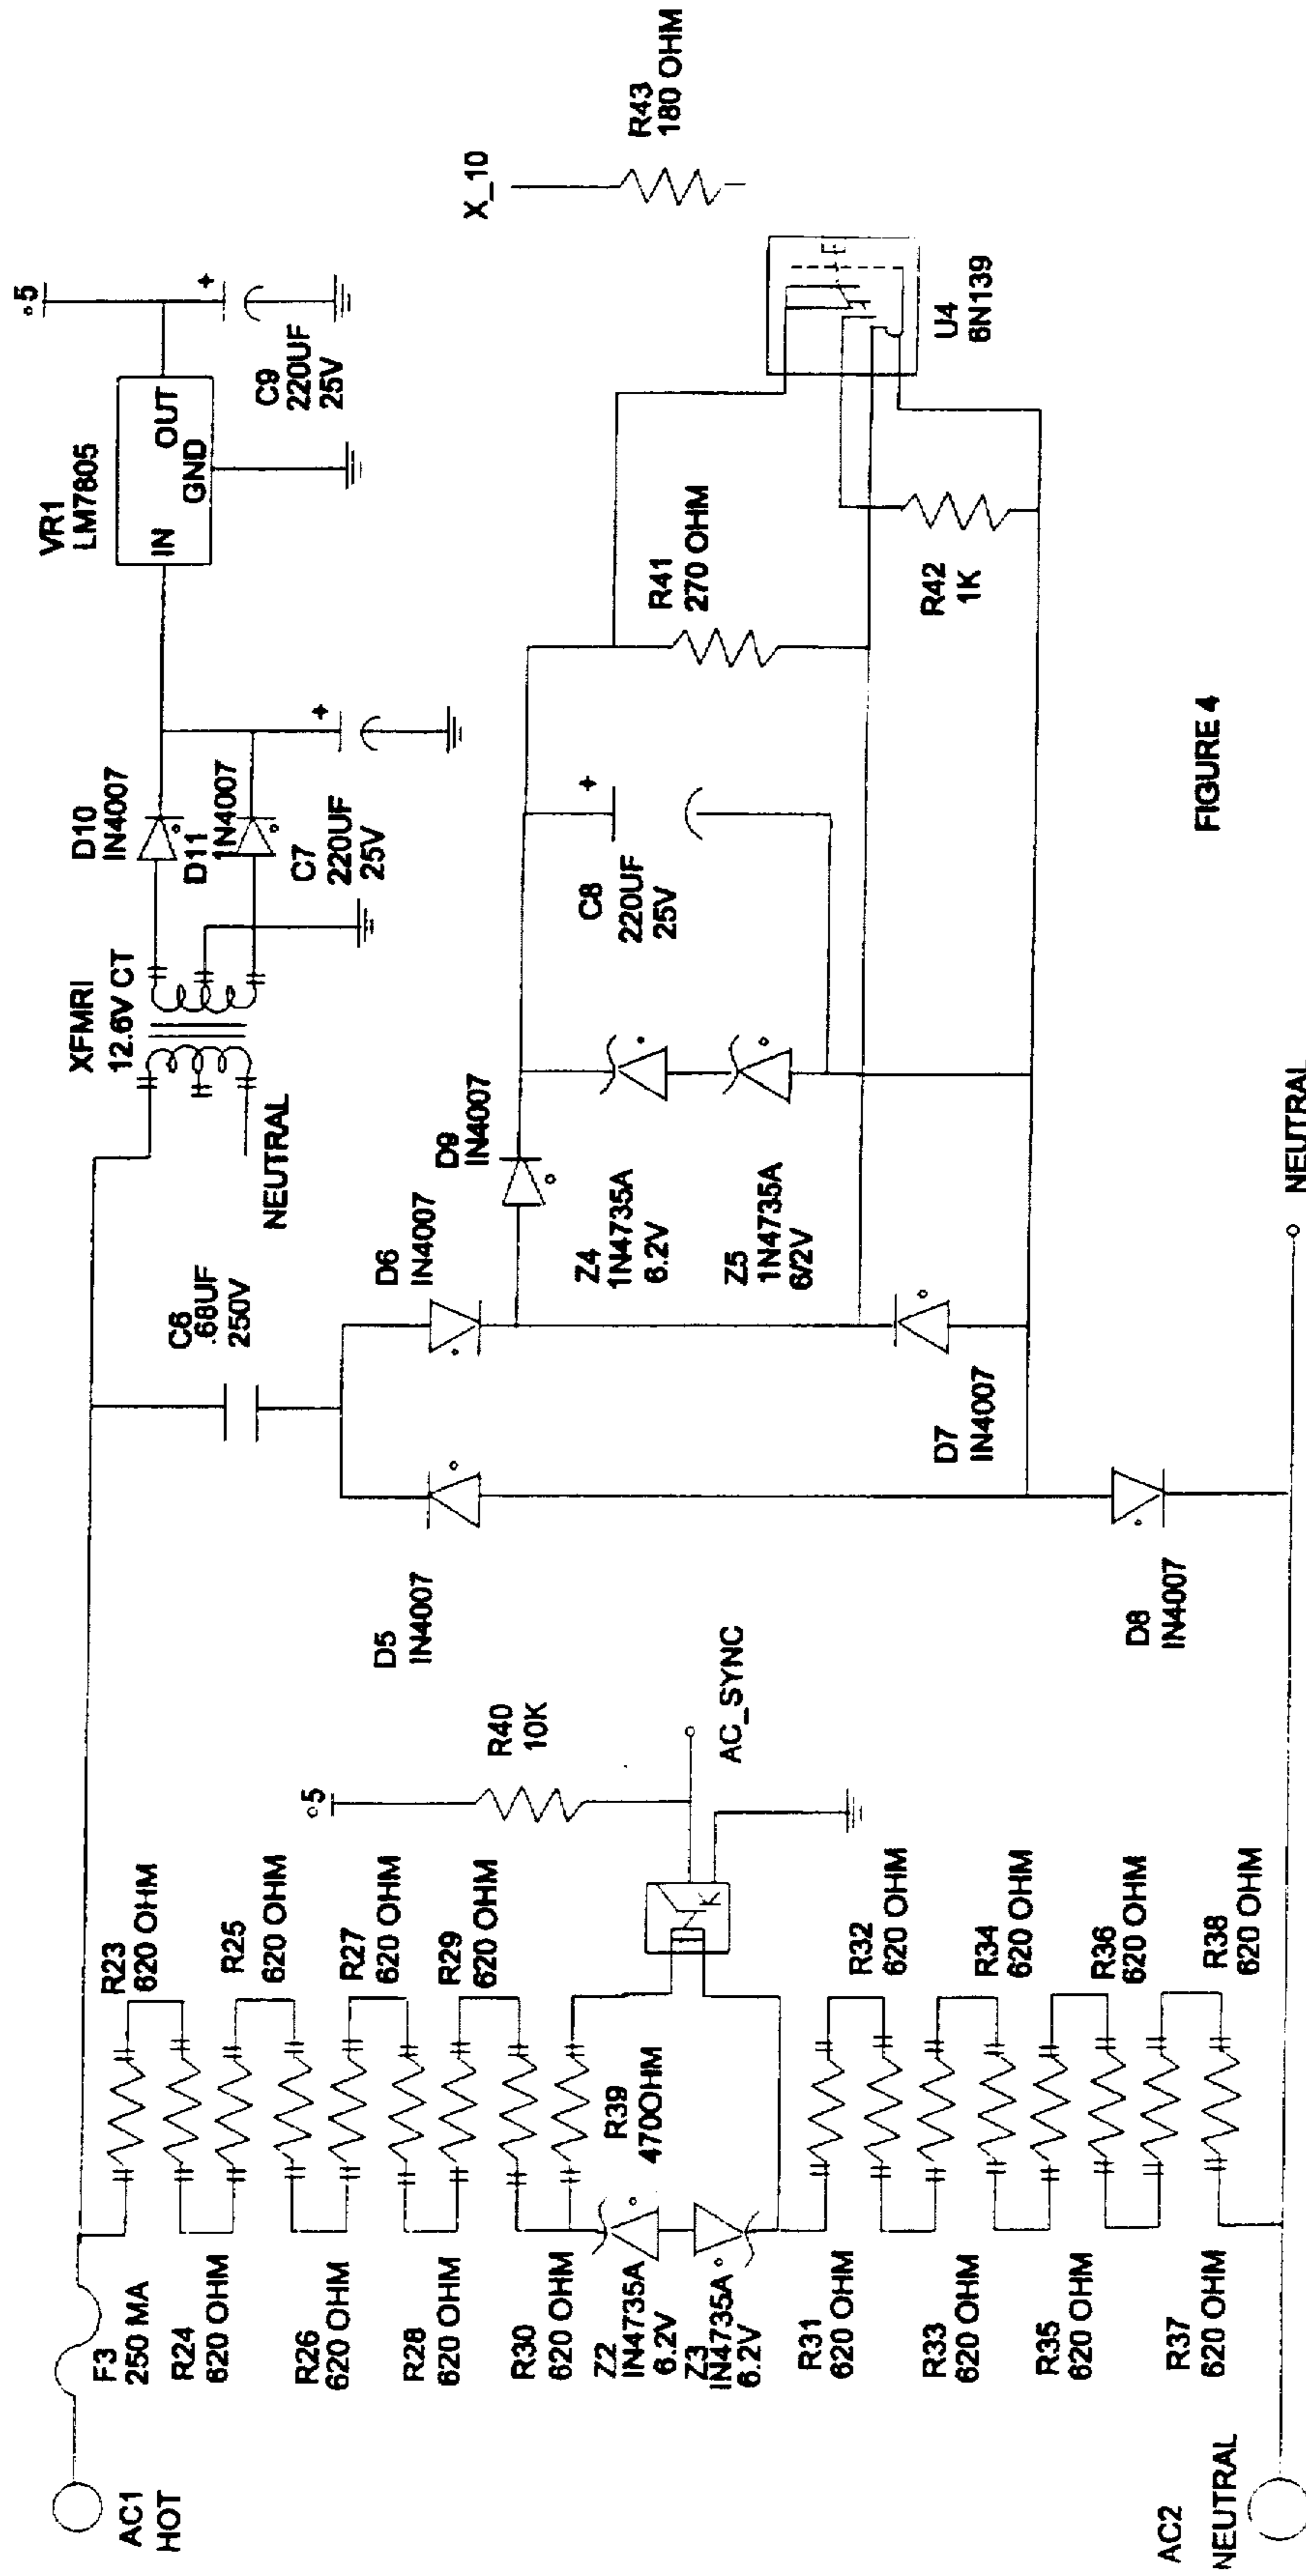 AC1
HOT
F3
250 MA
R23
620 OHM
R24
620 OHM
R25
620 OHM
R26
620 OHM
R27
620 OHM
R28
620 OHM
R29
620 OHM
R30
620 OHM
Z2
IN4735A
6.2V
Z3
IN4735A
6.2V
R39
470OHM
R31
620 OHM
R32
620 OHM
R33
620 OHM
R34
620 OHM
R35
620 OHM
R36
620 OHM
R37
620 OHM
R38
620 OHM
AC2
NEUTRAL
5
R40
10K
AC_SYNC
K
D5
IN4007
D8
IN4007
C6
.68UF
250V
D6
IN4007
D7
IN4007
D9
IN4007
Z4
1N4735A
6.2V
Z5
1N4735A
6/2V
C8
220UF
25V
+
NEUTRAL
XFMRI
12.6V CT
D10
IN4007
D11
1N4007
C7
220UF
25V
+
VR1
LM7805
IN
OUT
GND
C9
220UF
25V
+
5
R41
270 OHM
R42
1K
U4
6N139
X_10
R43
180 OHM
NEUTRAL
FIGURE 4